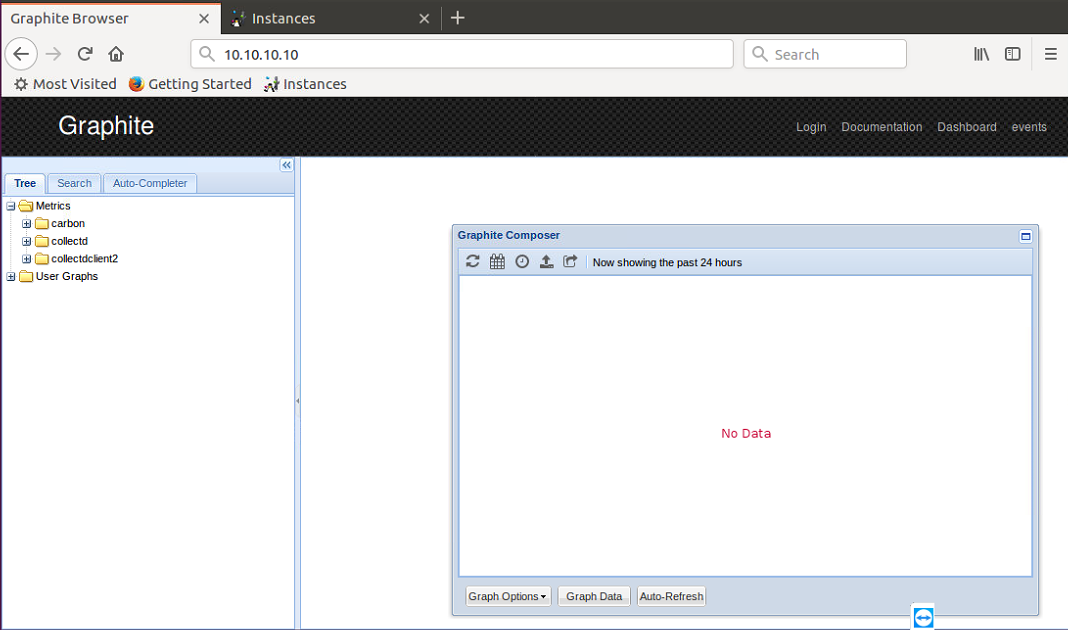 Graphite Browser
Instances
10.10.10.10
Search
Most Visited
Getting Started
Instances
Graphite
Login Documentation Dashboard events
Tree Search Auto-Completer
Metrics
carbon
collectd
collectdclient2
User Graphs
Graphite Composer
Now showing the past 24 hours
No Data
Graph Options Graph Data Auto-Refresh